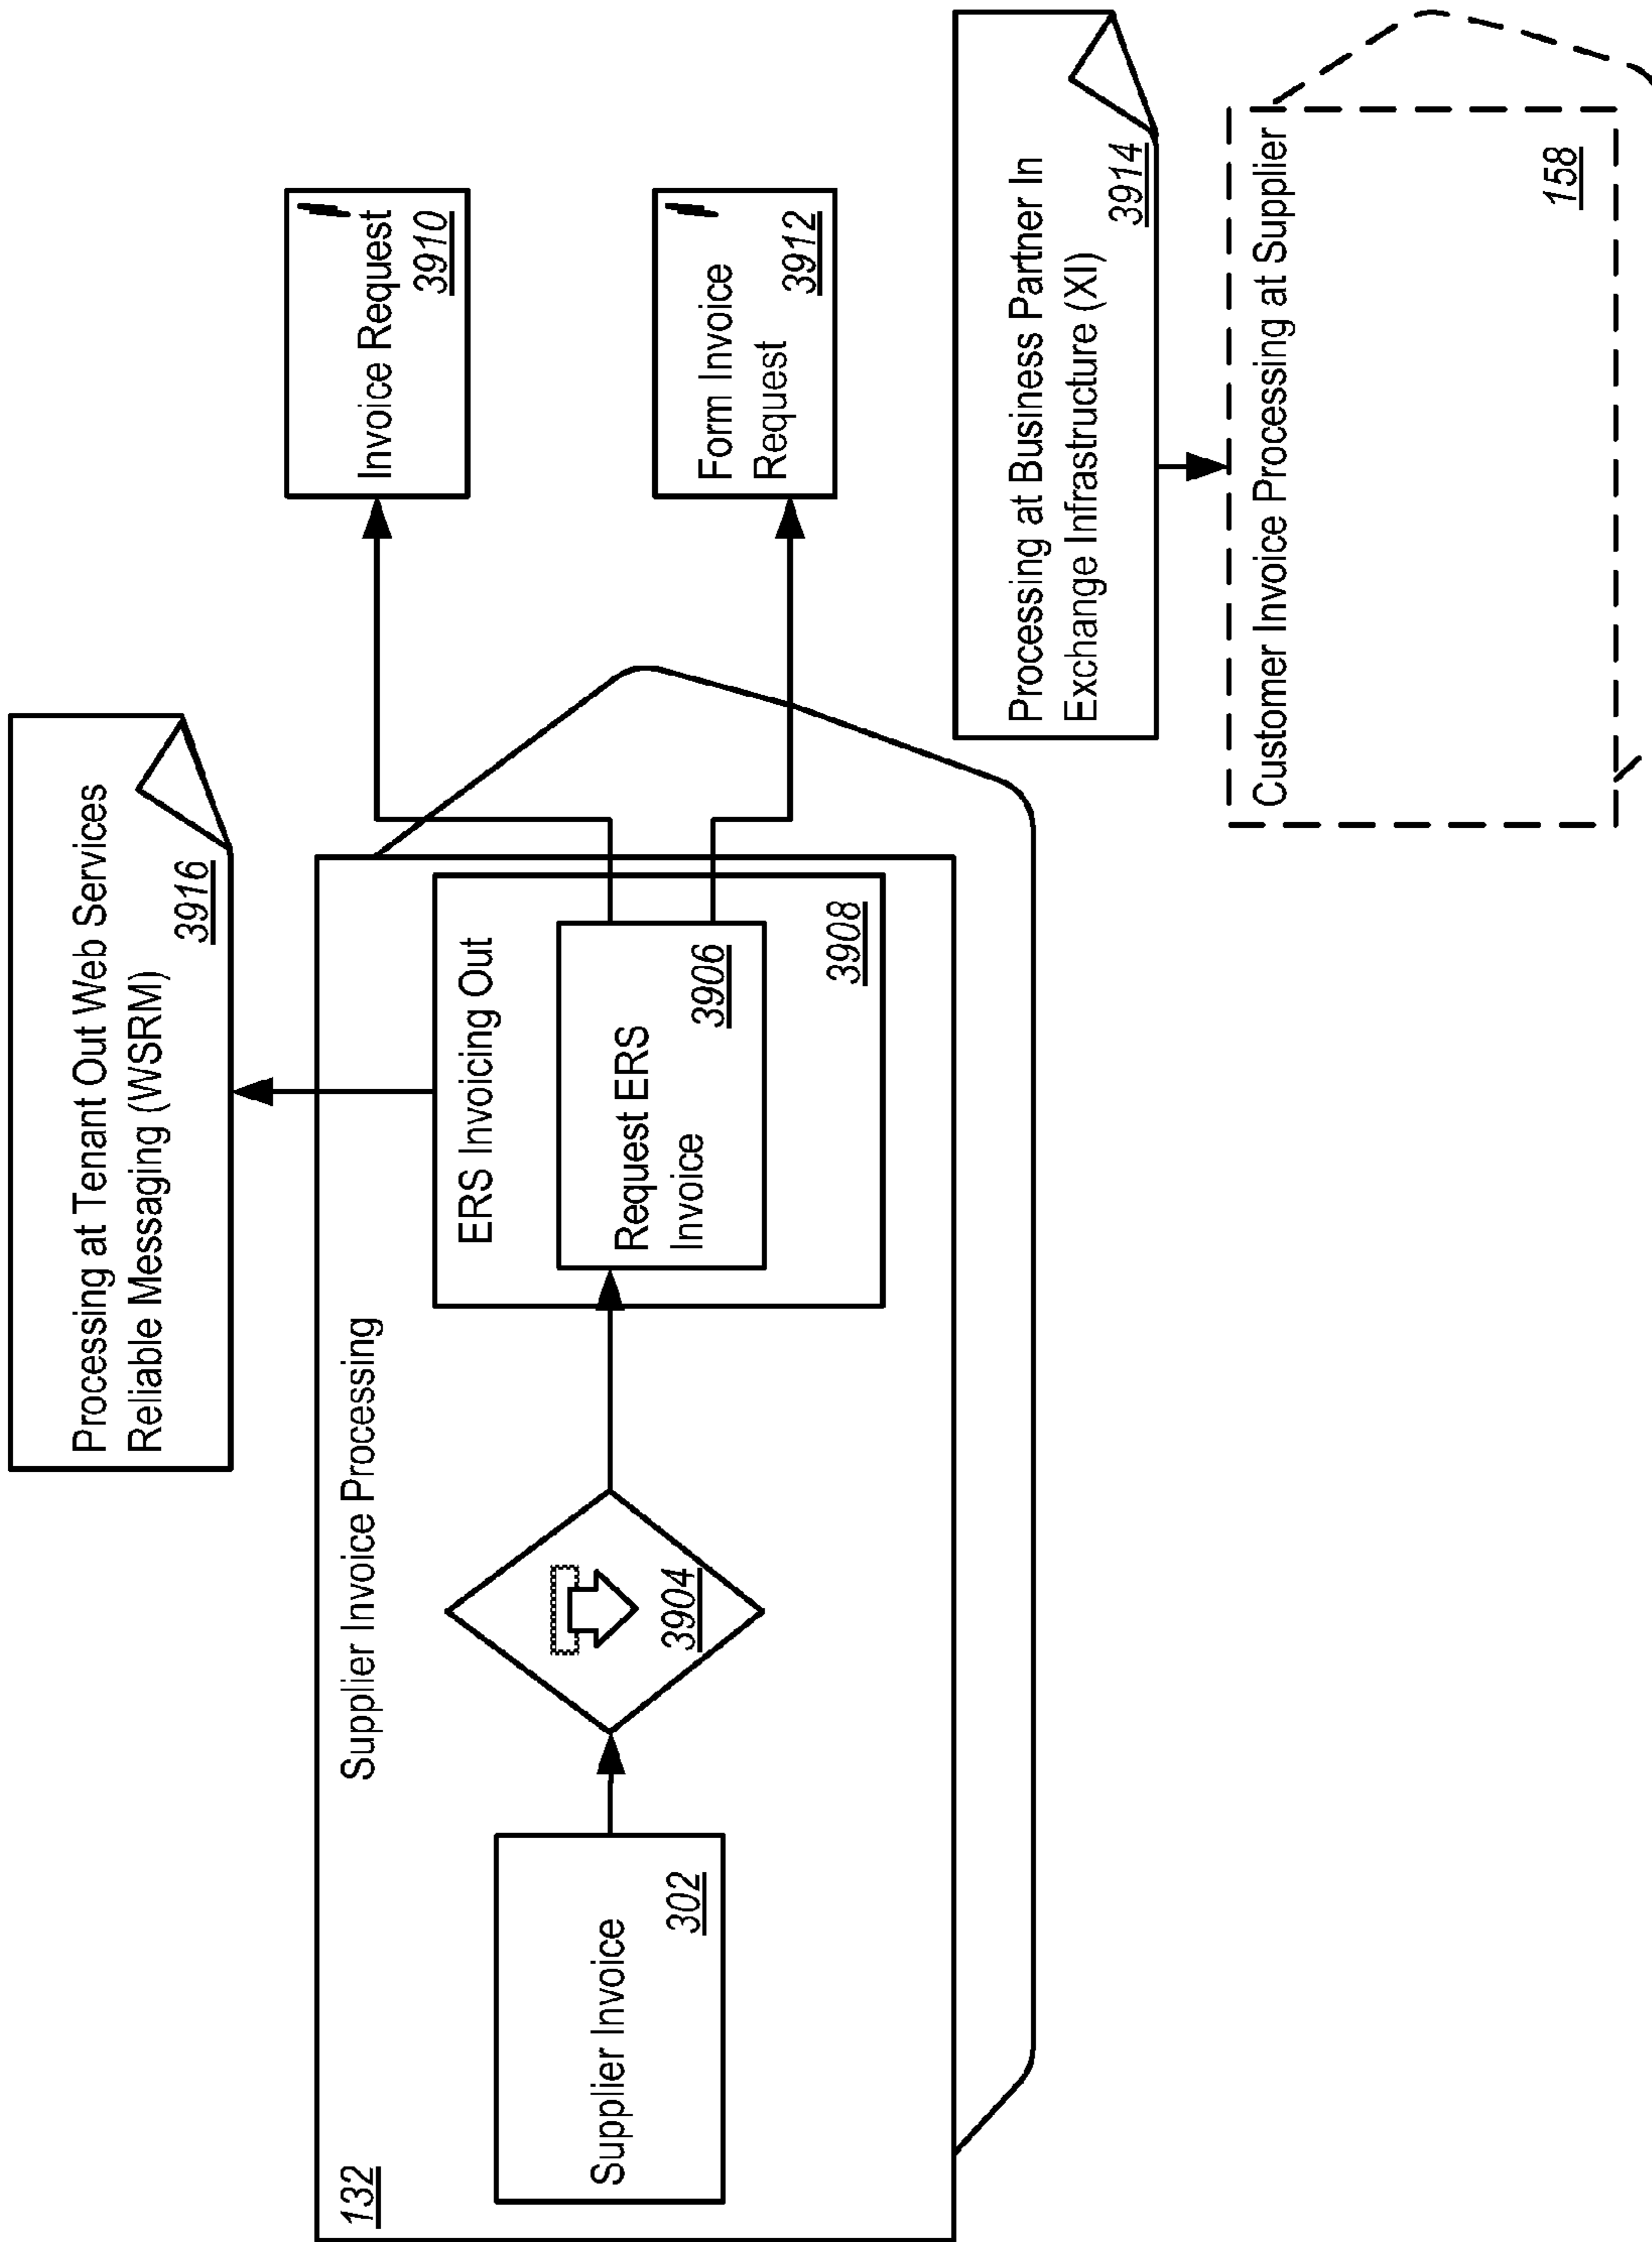 Processing at Tenant Out Web Services
Reliable Messaging (WSRM)
3916
132
Supplier Invoice Processing
Supplier Invoice
302
3904
ERS Invoicing Out
Request ERS
Invoice
3906
3908
Invoice Request
3910
Form Invoice
Request
3912
Processing at Business Partner In
Exchange Infrastructure (XI)
3914
Customer Invoice Processing at Supplier
158